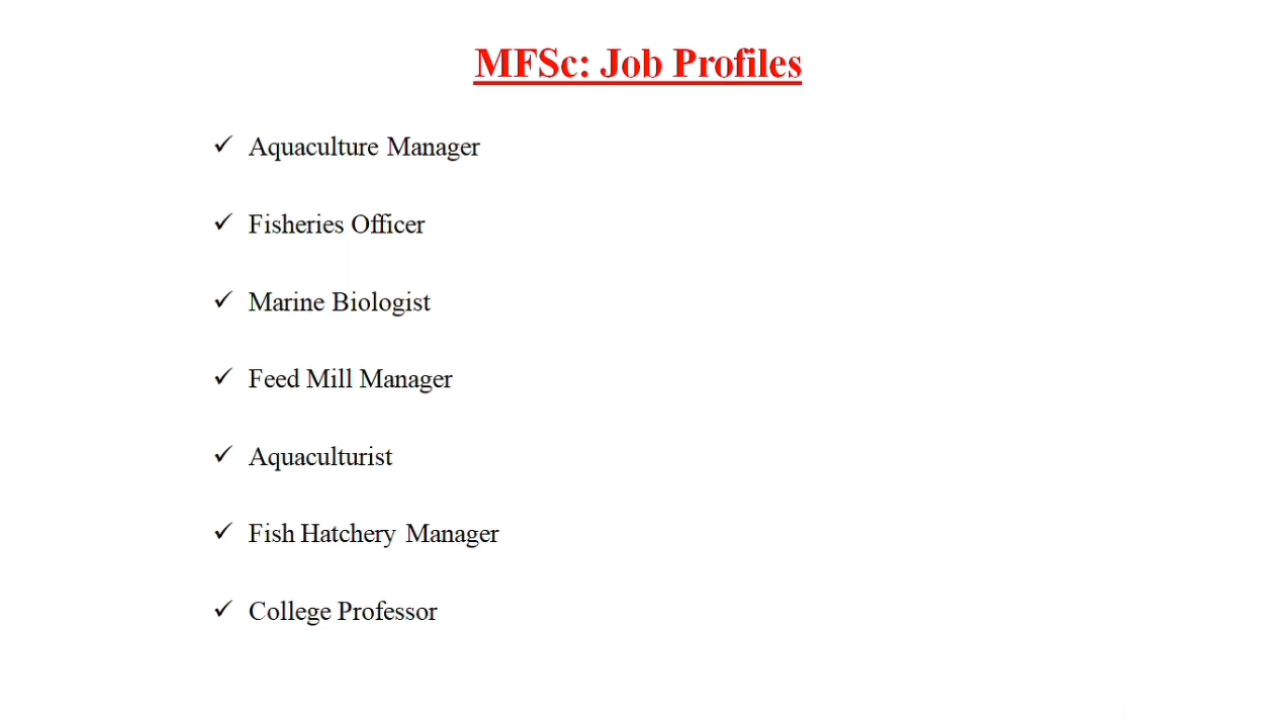 MFSc: Job Profiles
✓ Aquaculture Manager
✓ Fisheries Officer
✓ Marine Biologist
✓ Feed Mill Manager
✓ Aquaculturist
✓ Fish Hatchery Manager
✓ College Professor